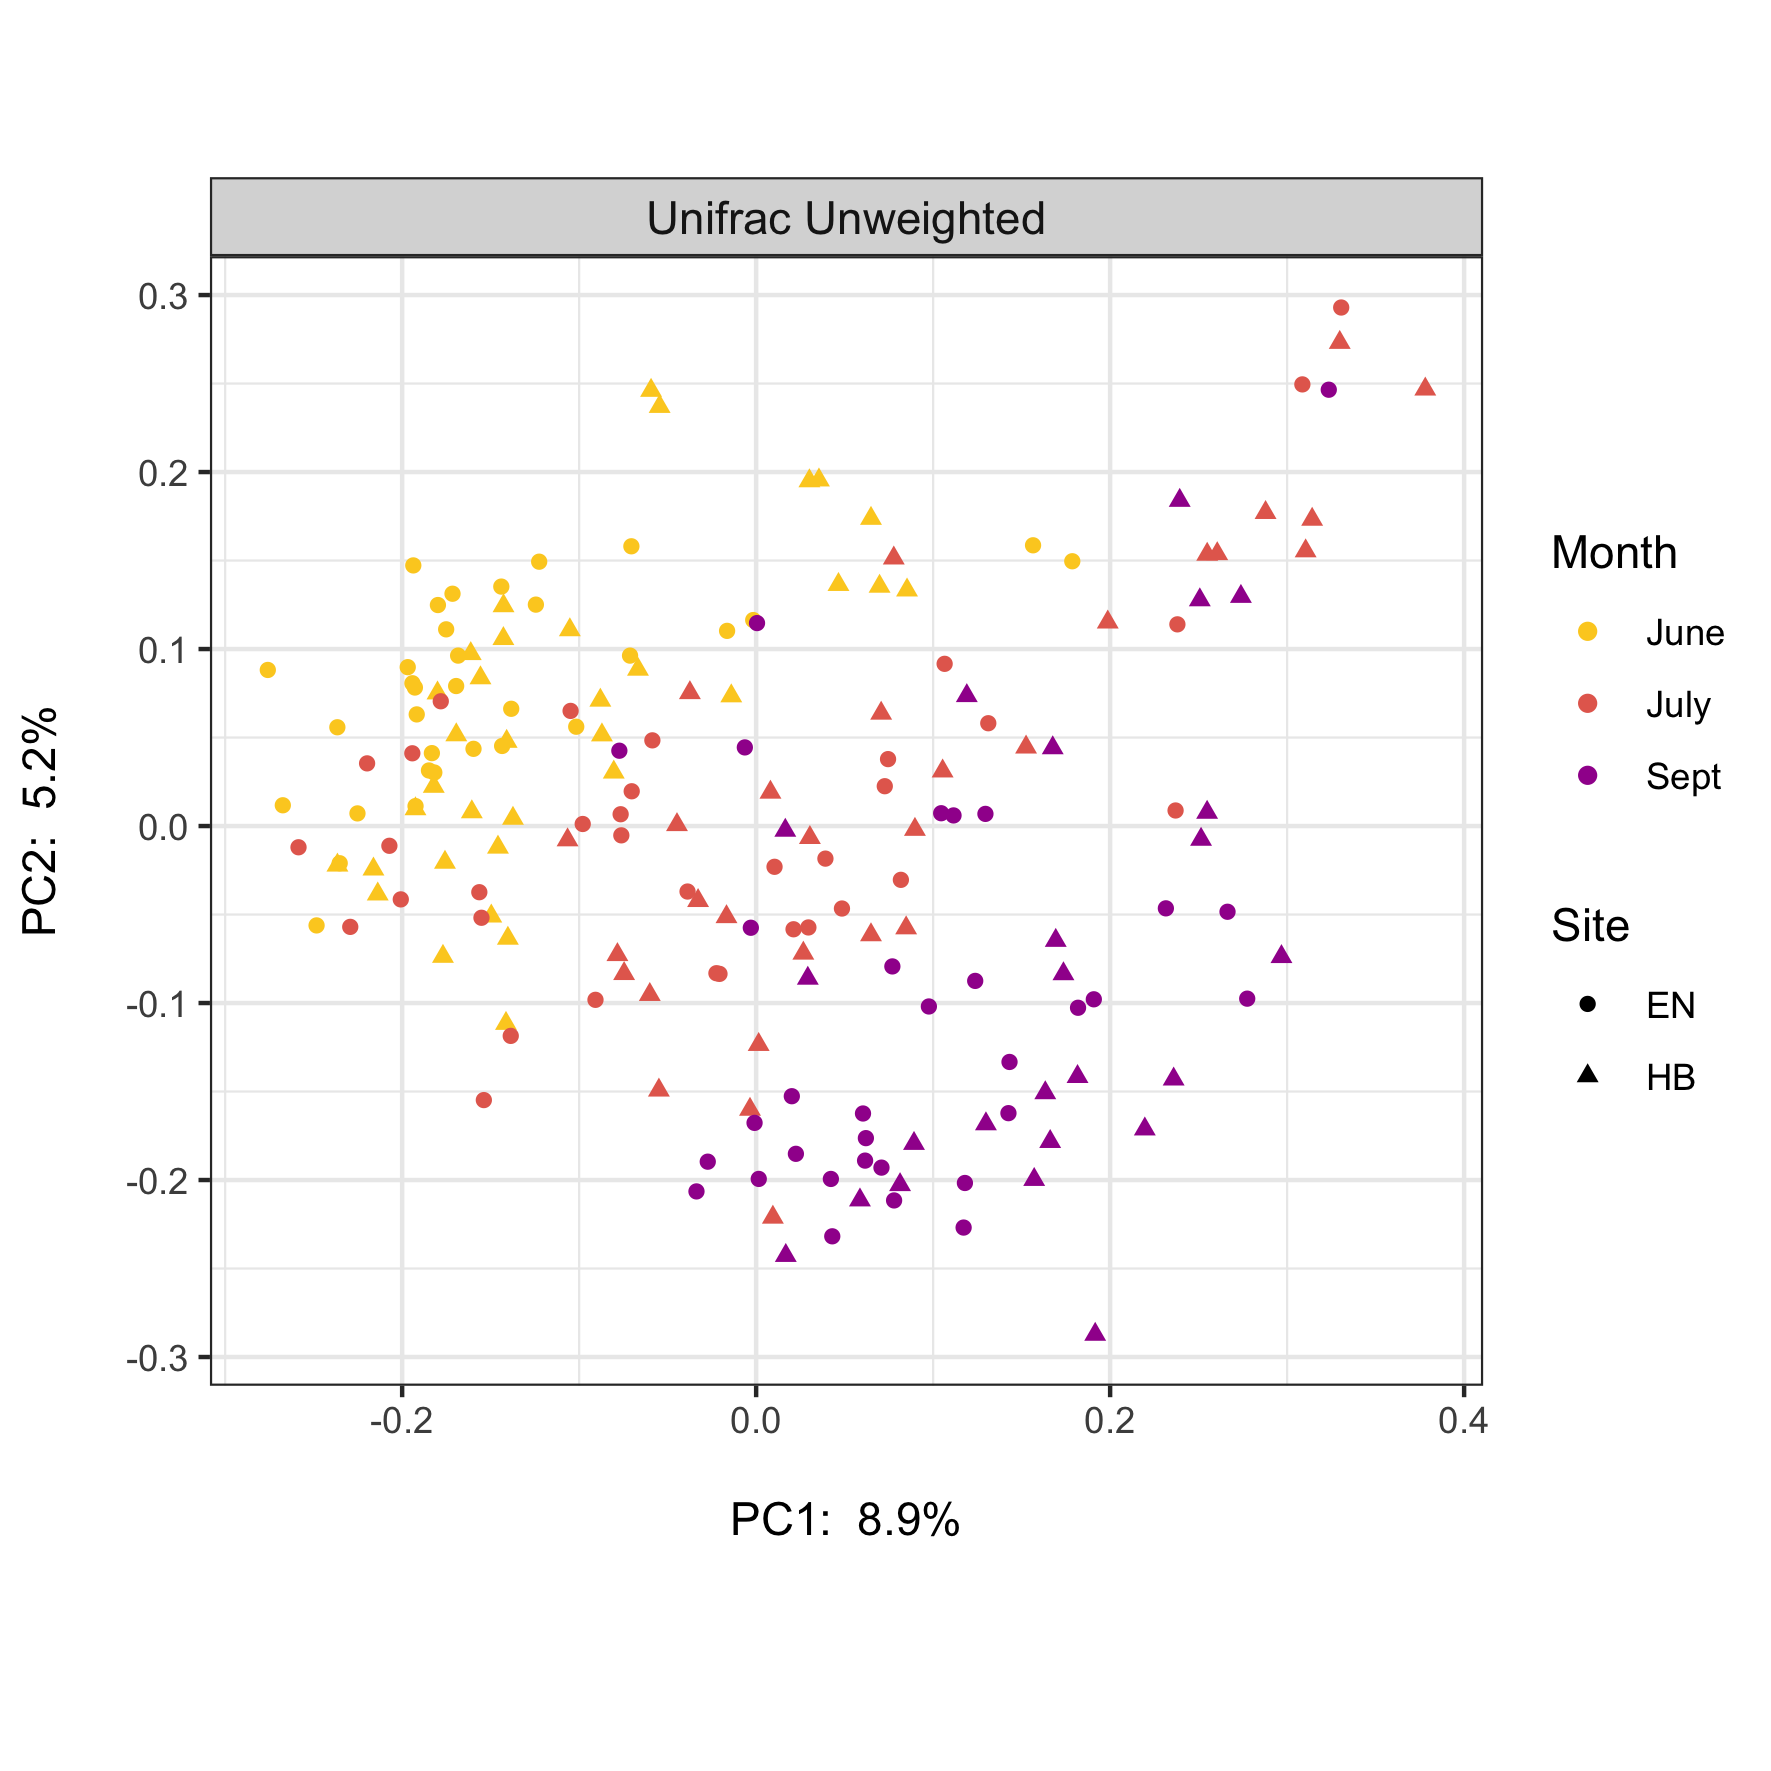 Unifrac Unweighted
0.3
0.2
0.1
0.0
-0.1
-0.2
-0.3
PC2:  5.2%
-0.2
0.0
0.2
0.4
PC1:  8.9%
Month
June
July
Sept
Site
EN
HB